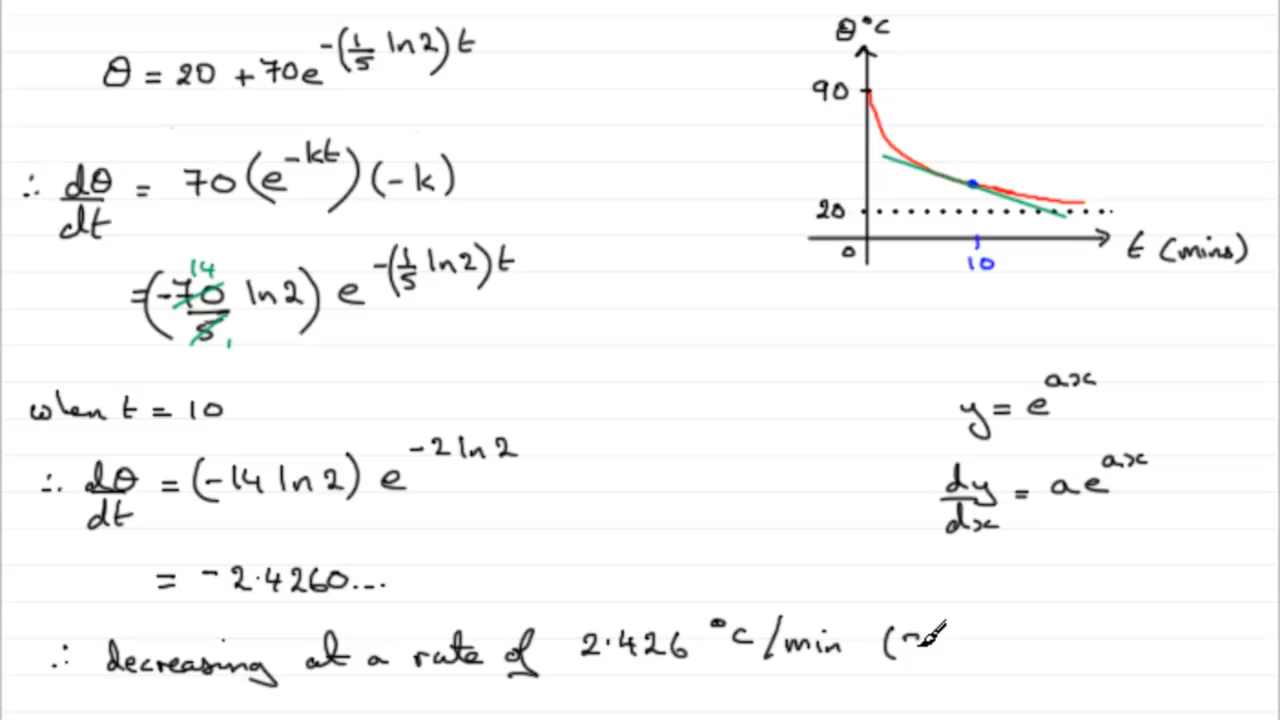 θ = 20 + 70e^{-(1/5 ln2)t}
∴ dθ/dt = 70(e^{-kt})(-k)
= (-70/5 ln2) e^{-(1/5 ln2)t}
14
1
when t = 10
∴ dθ/dt = (-14 ln2) e^{-2ln2}
= -2.4260...
∴ decreasing at a rate of 2.426 °C/min (
θ°C
90
20
0
10
t (mins)
y = e^{ax}
dy/dx = ae^{ax}